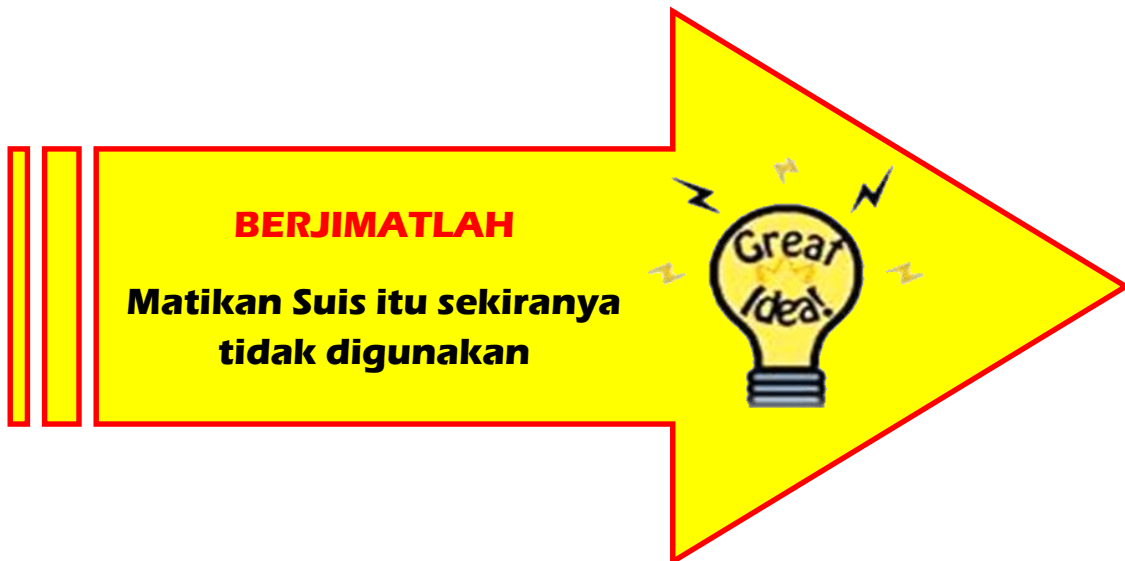 BERJIMATLAH
Matikan Suis itu sekiranya
tidak digunakan
Great
Idea!